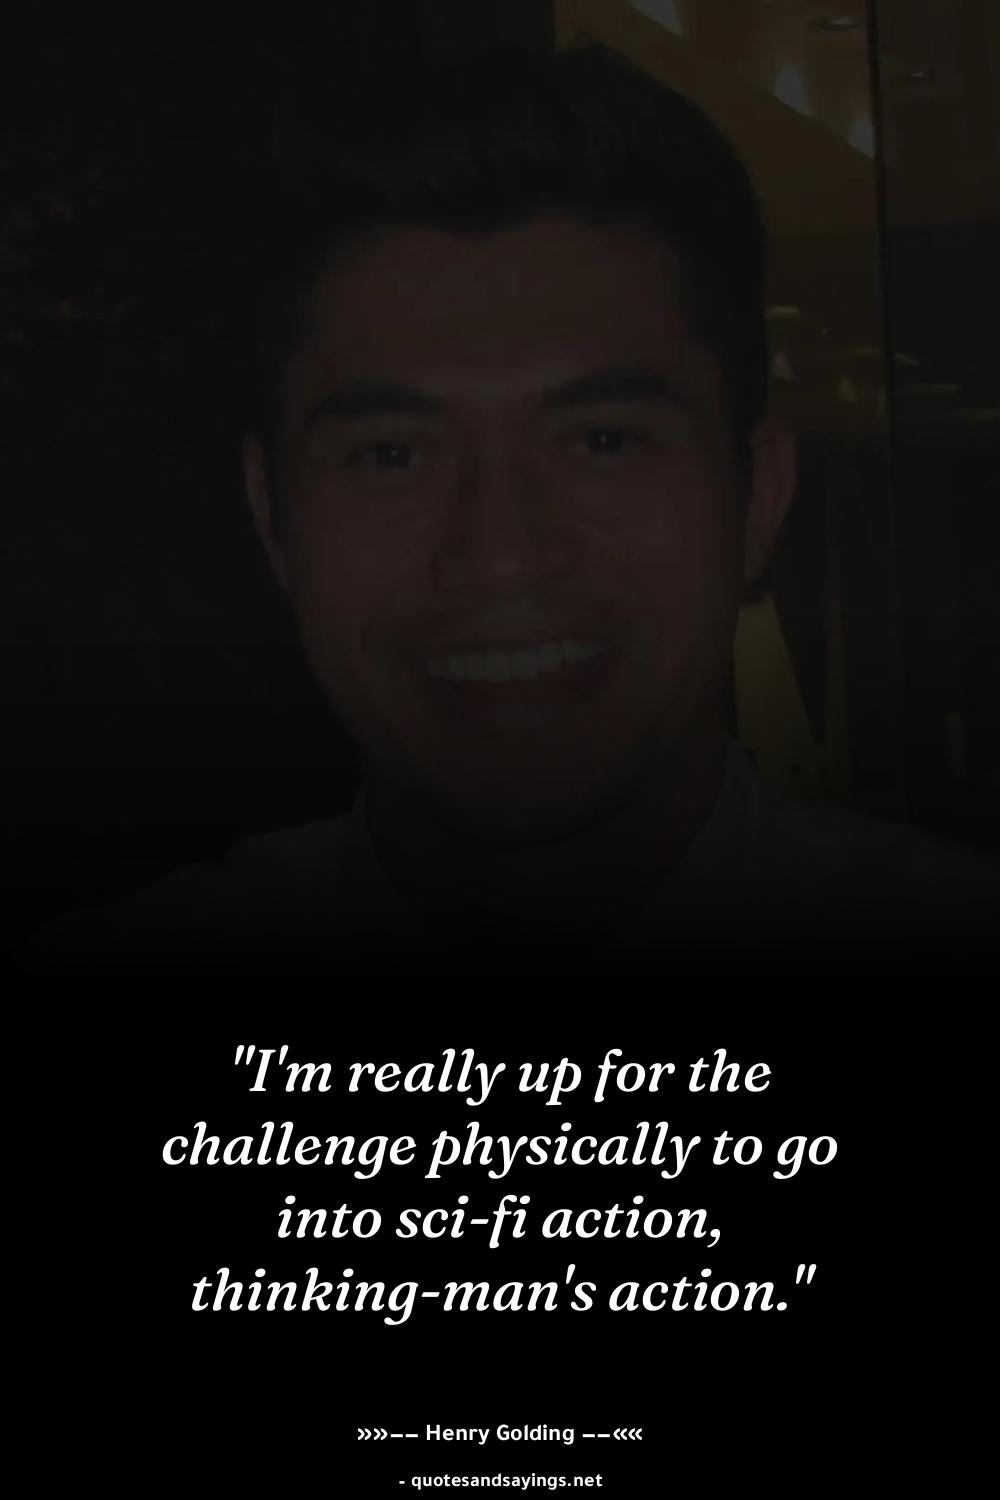 "I'm really up for the
challenge physically to go
into sci-fi action,
thinking-man's action."
»»−− Henry Golding −−««
- quotesandsayings.net